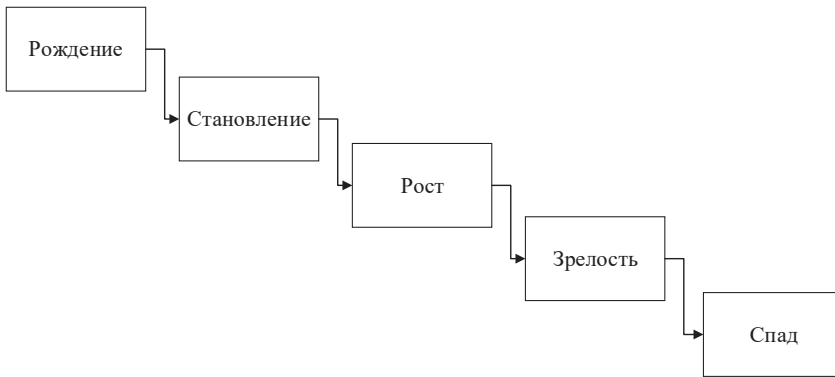 Рождение
Становление
Рост
Зрелость
Спад